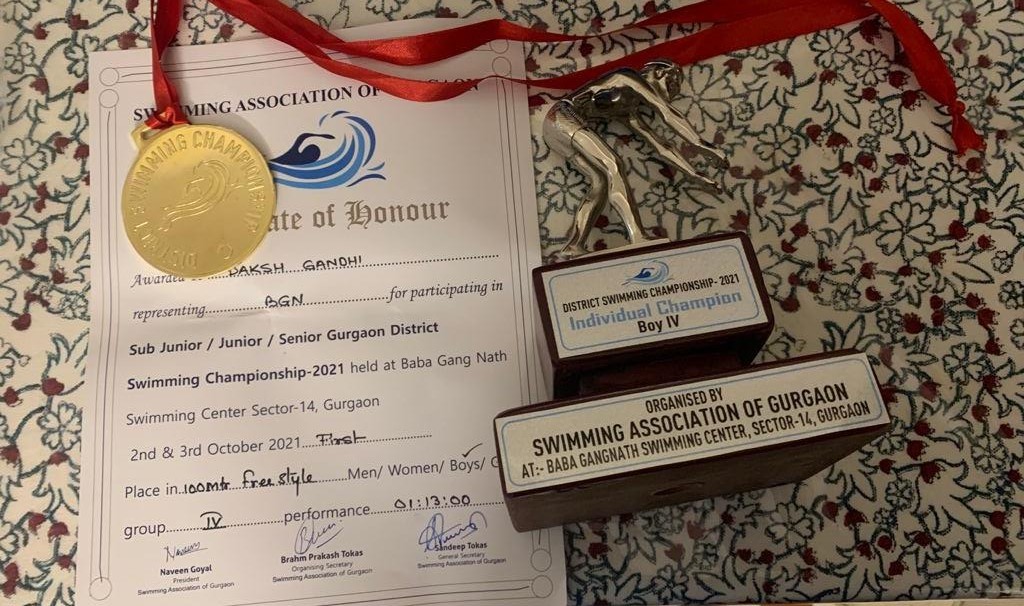 SWIMMING ASSOCIATION OF
SWIMMING CHAMPIONSHIP
DISTRICT
of Honour
Awarded DAKSH GANDHI
representing BGN for participating in
Sub Junior / Junior / Senior Gurgaon District
Swimming Championship-2021 held at Baba Gang Nath
Swimming Center Sector-14, Gurgaon
2nd & 3rd October 2021 First
Place in 100Mtr freestyle Men/ Women/ Boys/
group IV performance 01:13:00
Naveen Goyal
President
Swimming Association of Gurgaon
Brahm Prakash Tokas
Organising Secretary
Swimming Association of Gurgaon
Sandeep Tokas
General Secretary
Swimming Association of Gurgaon
DISTRICT SWIMMING CHAMPIONSHIP- 2021
Individual Champion
Boy IV
ORGANISED BY
SWIMMING ASSOCIATION OF GURGAON
AT:- BABA GANGNATH SWIMMING CENTER, SECTOR-14, GURGAON